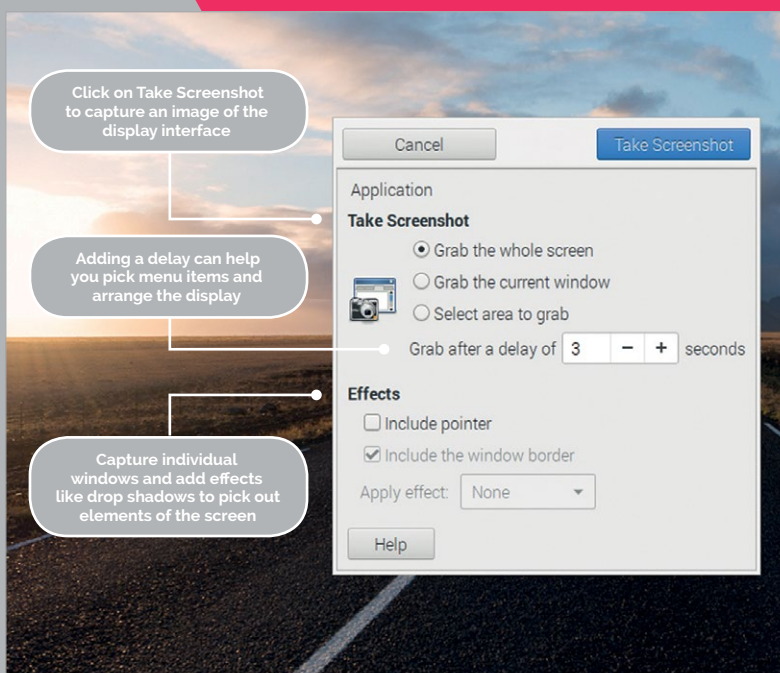 Click on Take Screenshot
to capture an image of the
display interface
Adding a delay can help
you pick menu items and
arrange the display
Capture individual
windows and add effects
like drop shadows to pick out
elements of the screen
Cancel
Take Screenshot
Application
Take Screenshot
Grab the whole screen
Grab the current window
Select area to grab
Grab after a delay of 3 − + seconds
Effects
Include pointer
Include the window border
Apply effect: None
Help